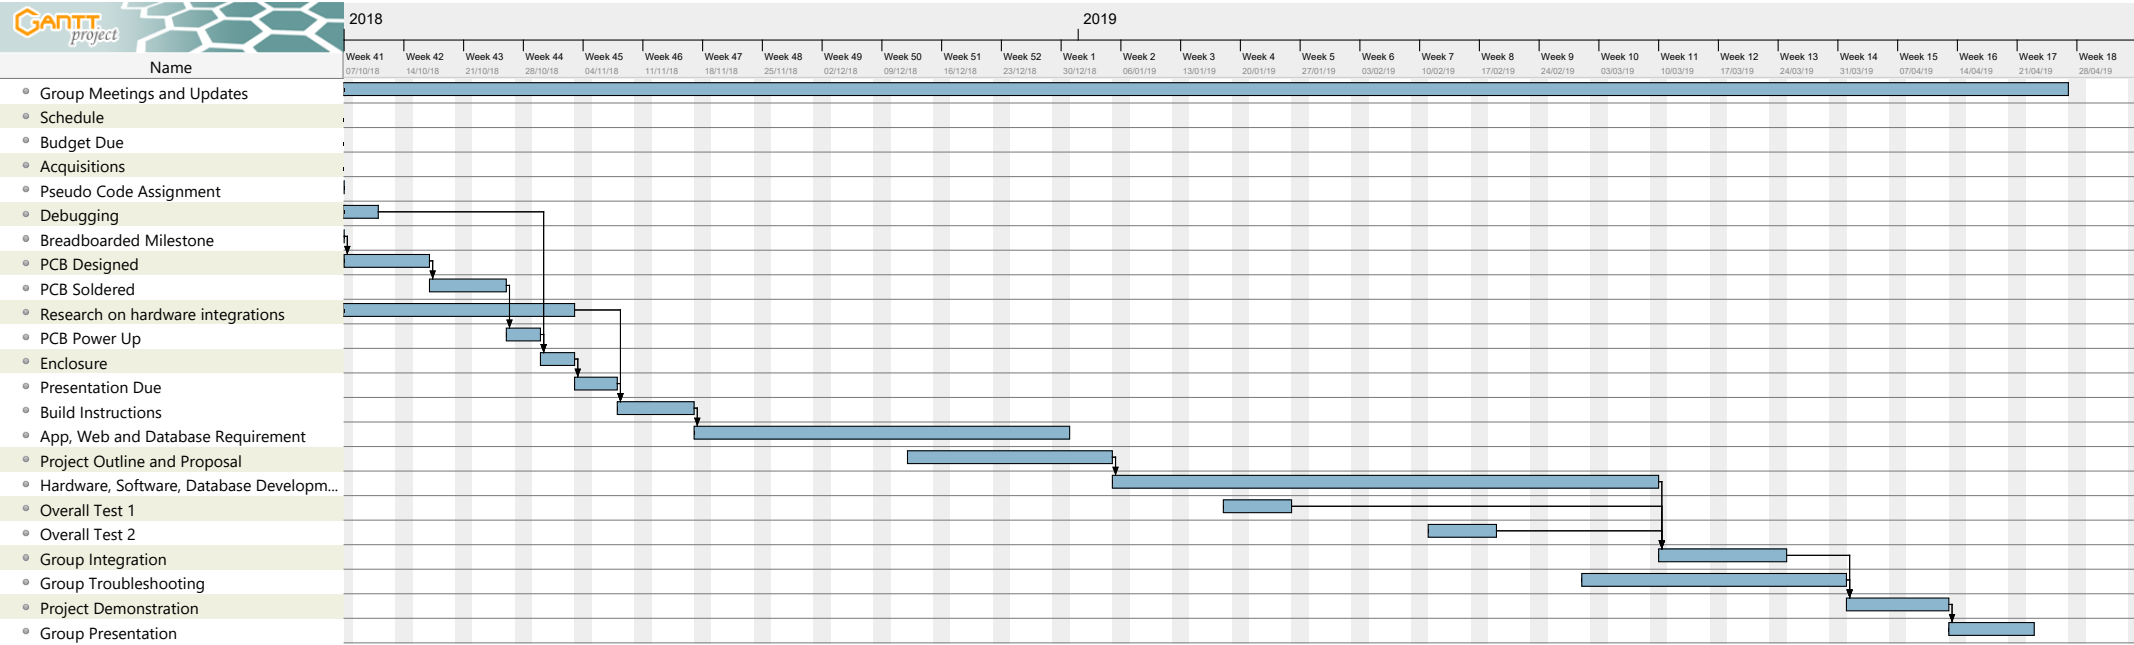 GANTT
project
2018
2019
Week 41 Week 42 Week 43 Week 44 Week 45 Week 46 Week 47 Week 48 Week 49 Week 50 Week 51 Week 52 Week 1 Week 2 Week 3 Week 4 Week 5 Week 6 Week 7 Week 8 Week 9 Week 10 Week 11 Week 12 Week 13 Week 14 Week 15 Week 16 Week 17 Week 18
Name
07/10/18 14/10/18 21/10/18 28/10/18 04/11/18 11/11/18 18/11/18 25/11/18 02/12/18 09/12/18 16/12/18 23/12/18 30/12/18 06/01/19 13/01/19 20/01/19 27/01/19 03/02/19 10/02/19 17/02/19 24/02/19 03/03/19 10/03/19 17/03/19 24/03/19 31/03/19 07/04/19 14/04/19 21/04/19 28/04/19
Group Meetings and Updates
Schedule
Budget Due
Acquisitions
Pseudo Code Assignment
Debugging
Breadboarded Milestone
PCB Designed
PCB Soldered
Research on hardware integrations
PCB Power Up
Enclosure
Presentation Due
Build Instructions
App, Web and Database Requirement
Project Outline and Proposal
Hardware, Software, Database Developm...
Overall Test 1
Overall Test 2
Group Integration
Group Troubleshooting
Project Demonstration
Group Presentation